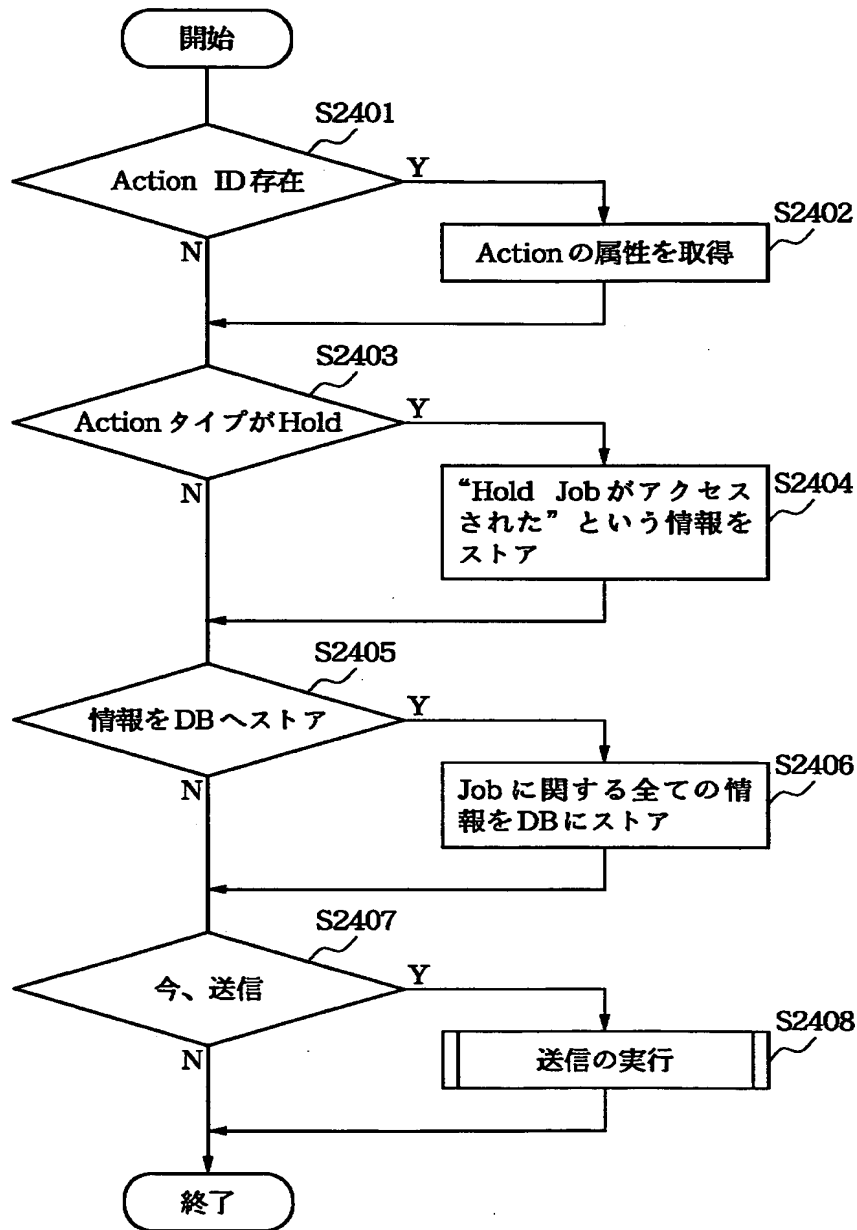 開始
S2401
Action ID存在
Y
N
S2402
Actionの属性を取得
S2403
ActionタイプがHold
Y
N
S2404
“Hold Jobがアクセス
された”という情報を
ストア
S2405
情報をDBへストア
Y
N
S2406
Jobに関する全ての情
報をDBにストア
S2407
今、送信
Y
N
S2408
送信の実行
終了